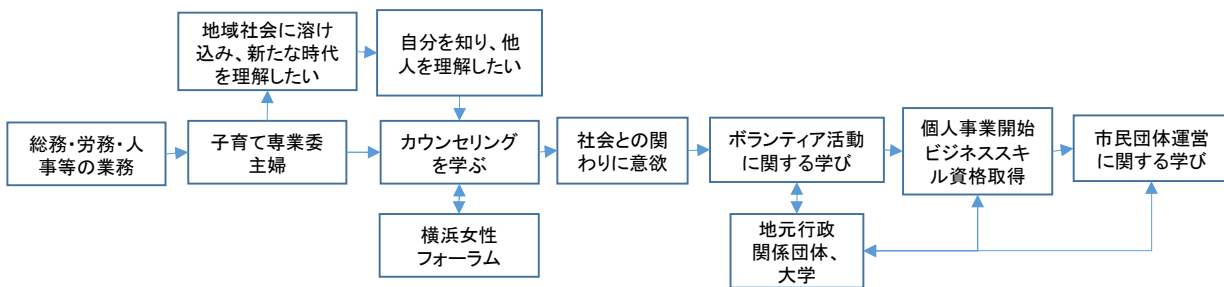 地域社会に溶け
込み、新たな時代
を理解したい
自分を知り、他
人を理解したい
総務・労務・人
事等の業務
子育て専業委
主婦
カウンセリング
を学ぶ
社会との関
わりに意欲
ボランティア活動
に関する学び
個人事業開始
ビジネススキ
ル資格取得
市民団体運営
に関する学び
横浜女性
フォーラム
地元行政
関係団体、
大学